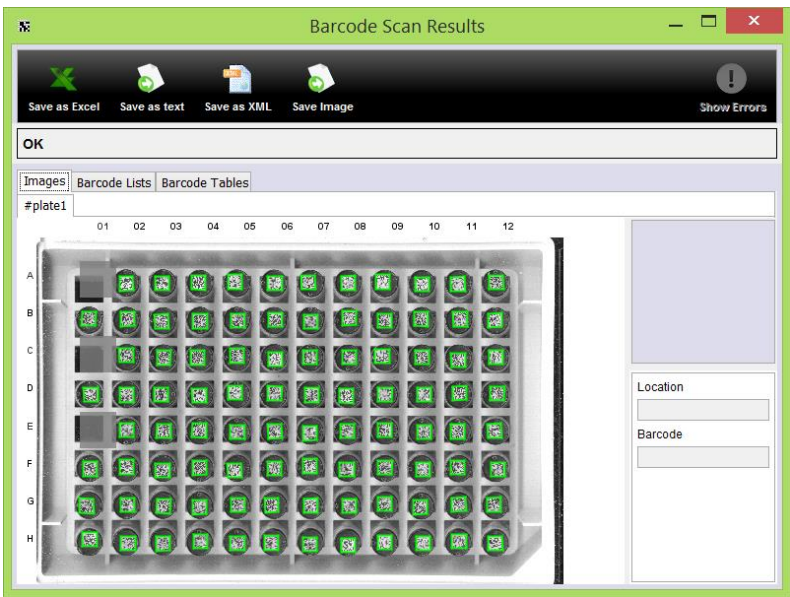 Barcode Scan Results
Save as Excel Save as text Save as XML Save Image Show Errors
OK
Images Barcode Lists Barcode Tables
#plate1
01 02 03 04 05 06 07 08 09 10 11 12
A
B
C
D
Location
E
Barcode
F
G
H